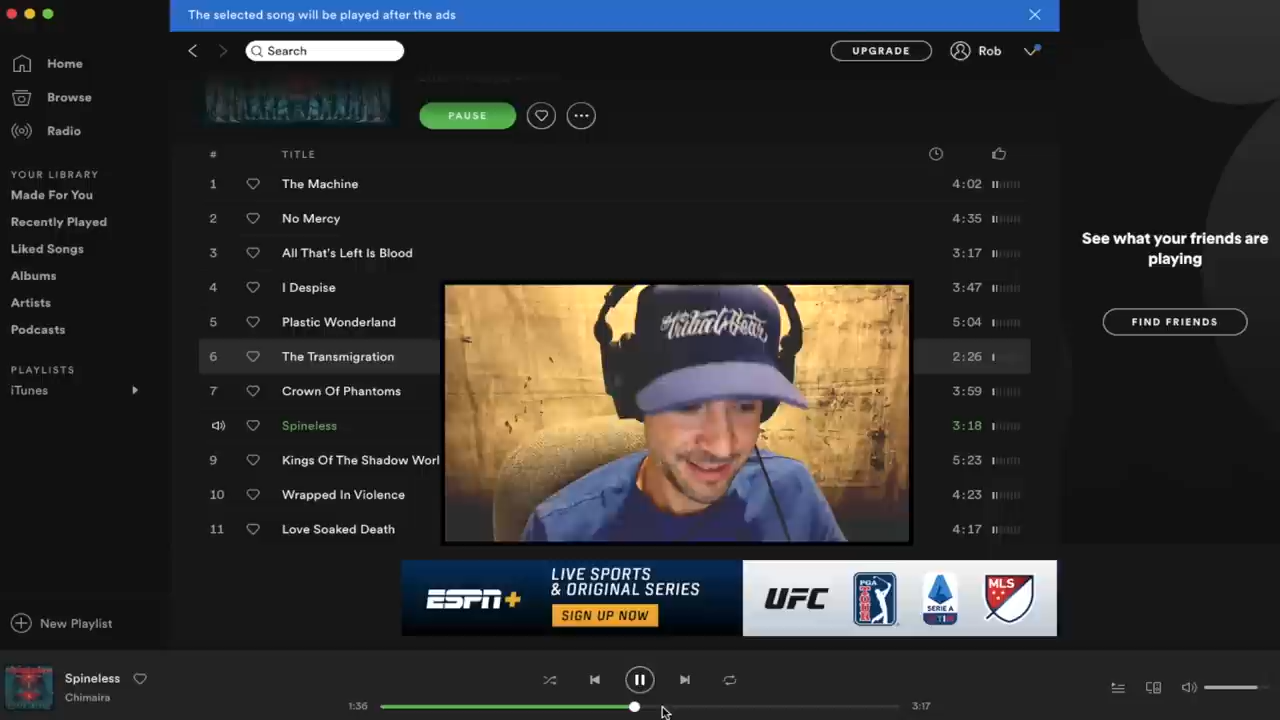 The selected song will be played after the ads
Search
UPGRADE
Rob
Home
Browse
Radio
YOUR LIBRARY
Made For You
Recently Played
Liked Songs
Albums
Artists
Podcasts
PLAYLISTS
iTunes
New Playlist
PAUSE
# TITLE
1 The Machine 4:02
2 No Mercy 4:35
3 All That's Left Is Blood 3:17
4 I Despise 3:47
5 Plastic Wonderland 5:04
6 The Transmigration 2:26
7 Crown Of Phantoms 3:59
Spineless 3:18
9 Kings Of The Shadow Worl 5:23
10 Wrapped In Violence 4:23
11 Love Soaked Death 4:17
See what your friends are
playing
FIND FRIENDS
ESPN+
LIVE SPORTS
& ORIGINAL SERIES
SIGN UP NOW
UFC
PGA
TOUR
SERIE A
MLS
Spineless
Chimaira
1:36
3:17